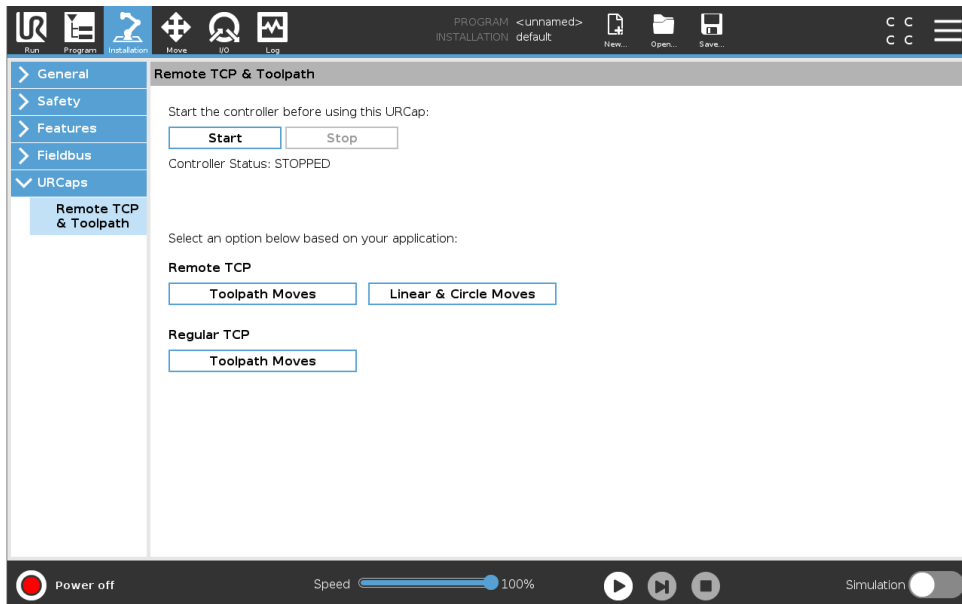 UR
Run
Program
Installation
Move
I/O
Log
PROGRAM <unnamed>
INSTALLATION default
New...
Open...
Save...
C C
C C
General
Safety
Features
Fieldbus
URCaps
Remote TCP
& Toolpath
Remote TCP & Toolpath
Start the controller before using this URCap:
Start Stop
Controller Status: STOPPED
Select an option below based on your application:
Remote TCP
Toolpath Moves Linear & Circle Moves
Regular TCP
Toolpath Moves
Power off
Speed 100%
Simulation